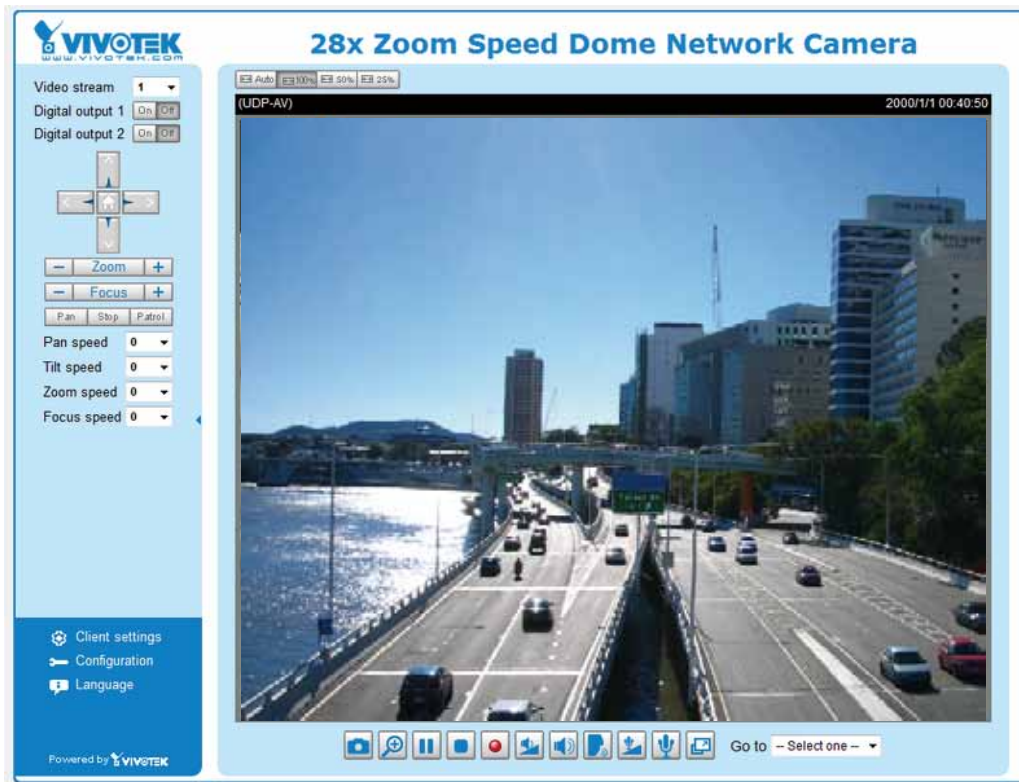 VIVOTEK
www.vivotek.com
28x Zoom Speed Dome Network Camera
Video stream 1
Digital output 1 On Off
Digital output 2 On Off
Zoom
Focus
Pan Stop Patrol
Pan speed 0
Tilt speed 0
Zoom speed 0
Focus speed 0
Client settings
Configuration
Language
Powered by VIVOTEK
Auto 100% 50% 25%
(UDP-AV) 2000/1/1 00:40:50
Go to -- Select one --